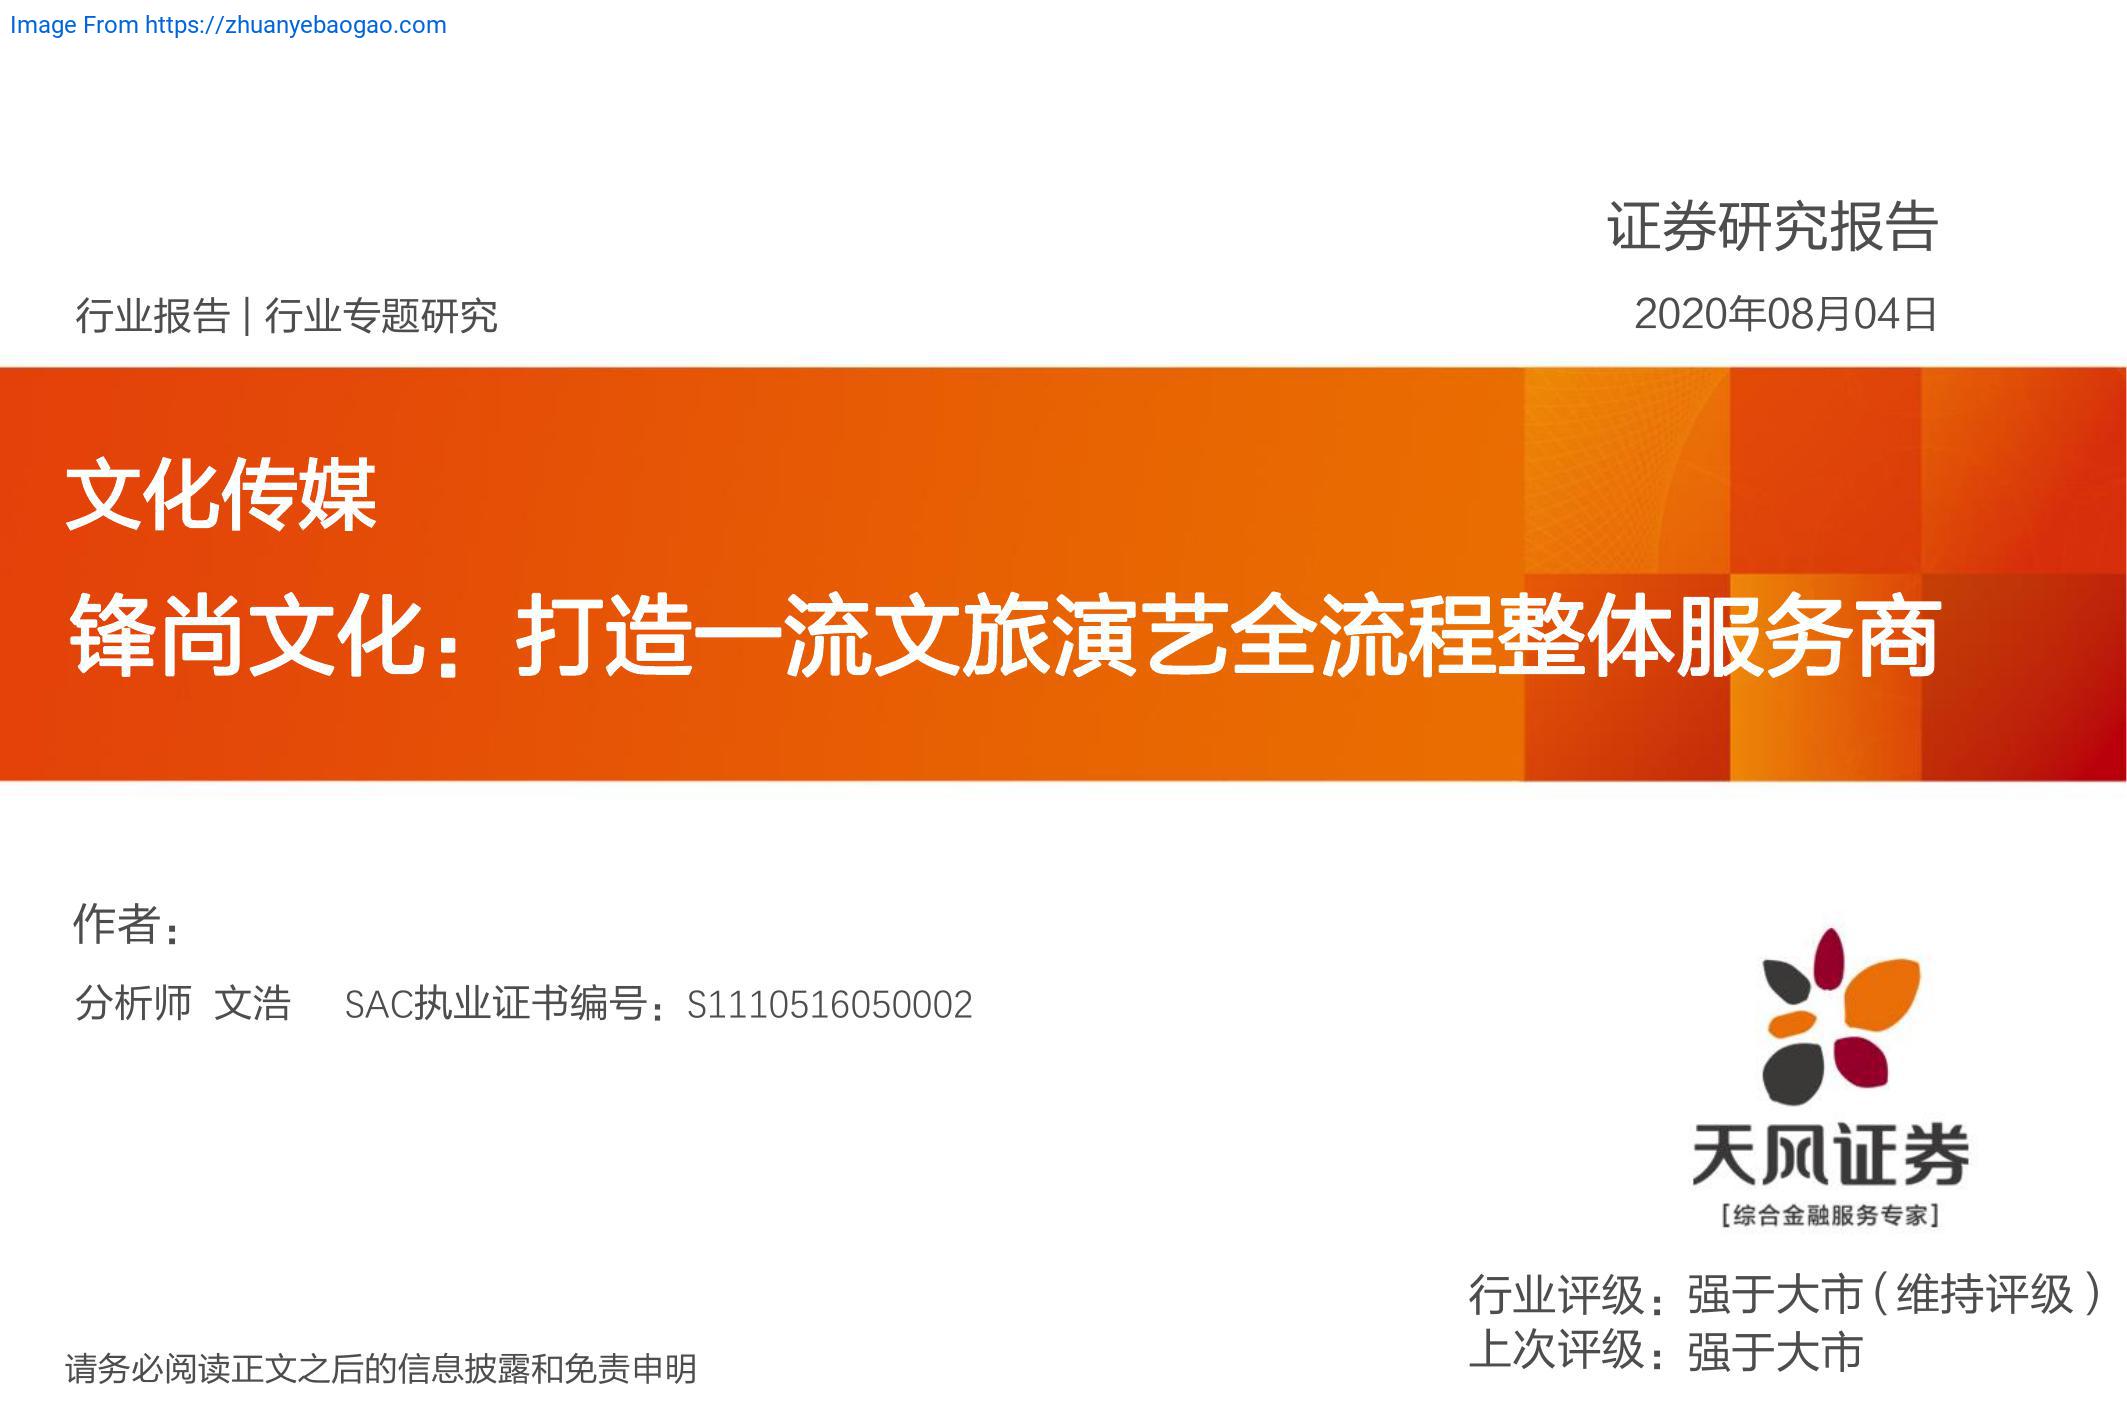 Image From https://zhuanyebaogao.com
证券研究报告
行业报告 | 行业专题研究
2020年08月04日
文化传媒
锋尚文化：打造一流文旅演艺全流程整体服务商
作者：
分析师 文浩 SAC执业证书编号：S1110516050002
天风证券
[综合金融服务专家]
行业评级：强于大市（维持评级）
上次评级：强于大市
请务必阅读正文之后的信息披露和免责申明